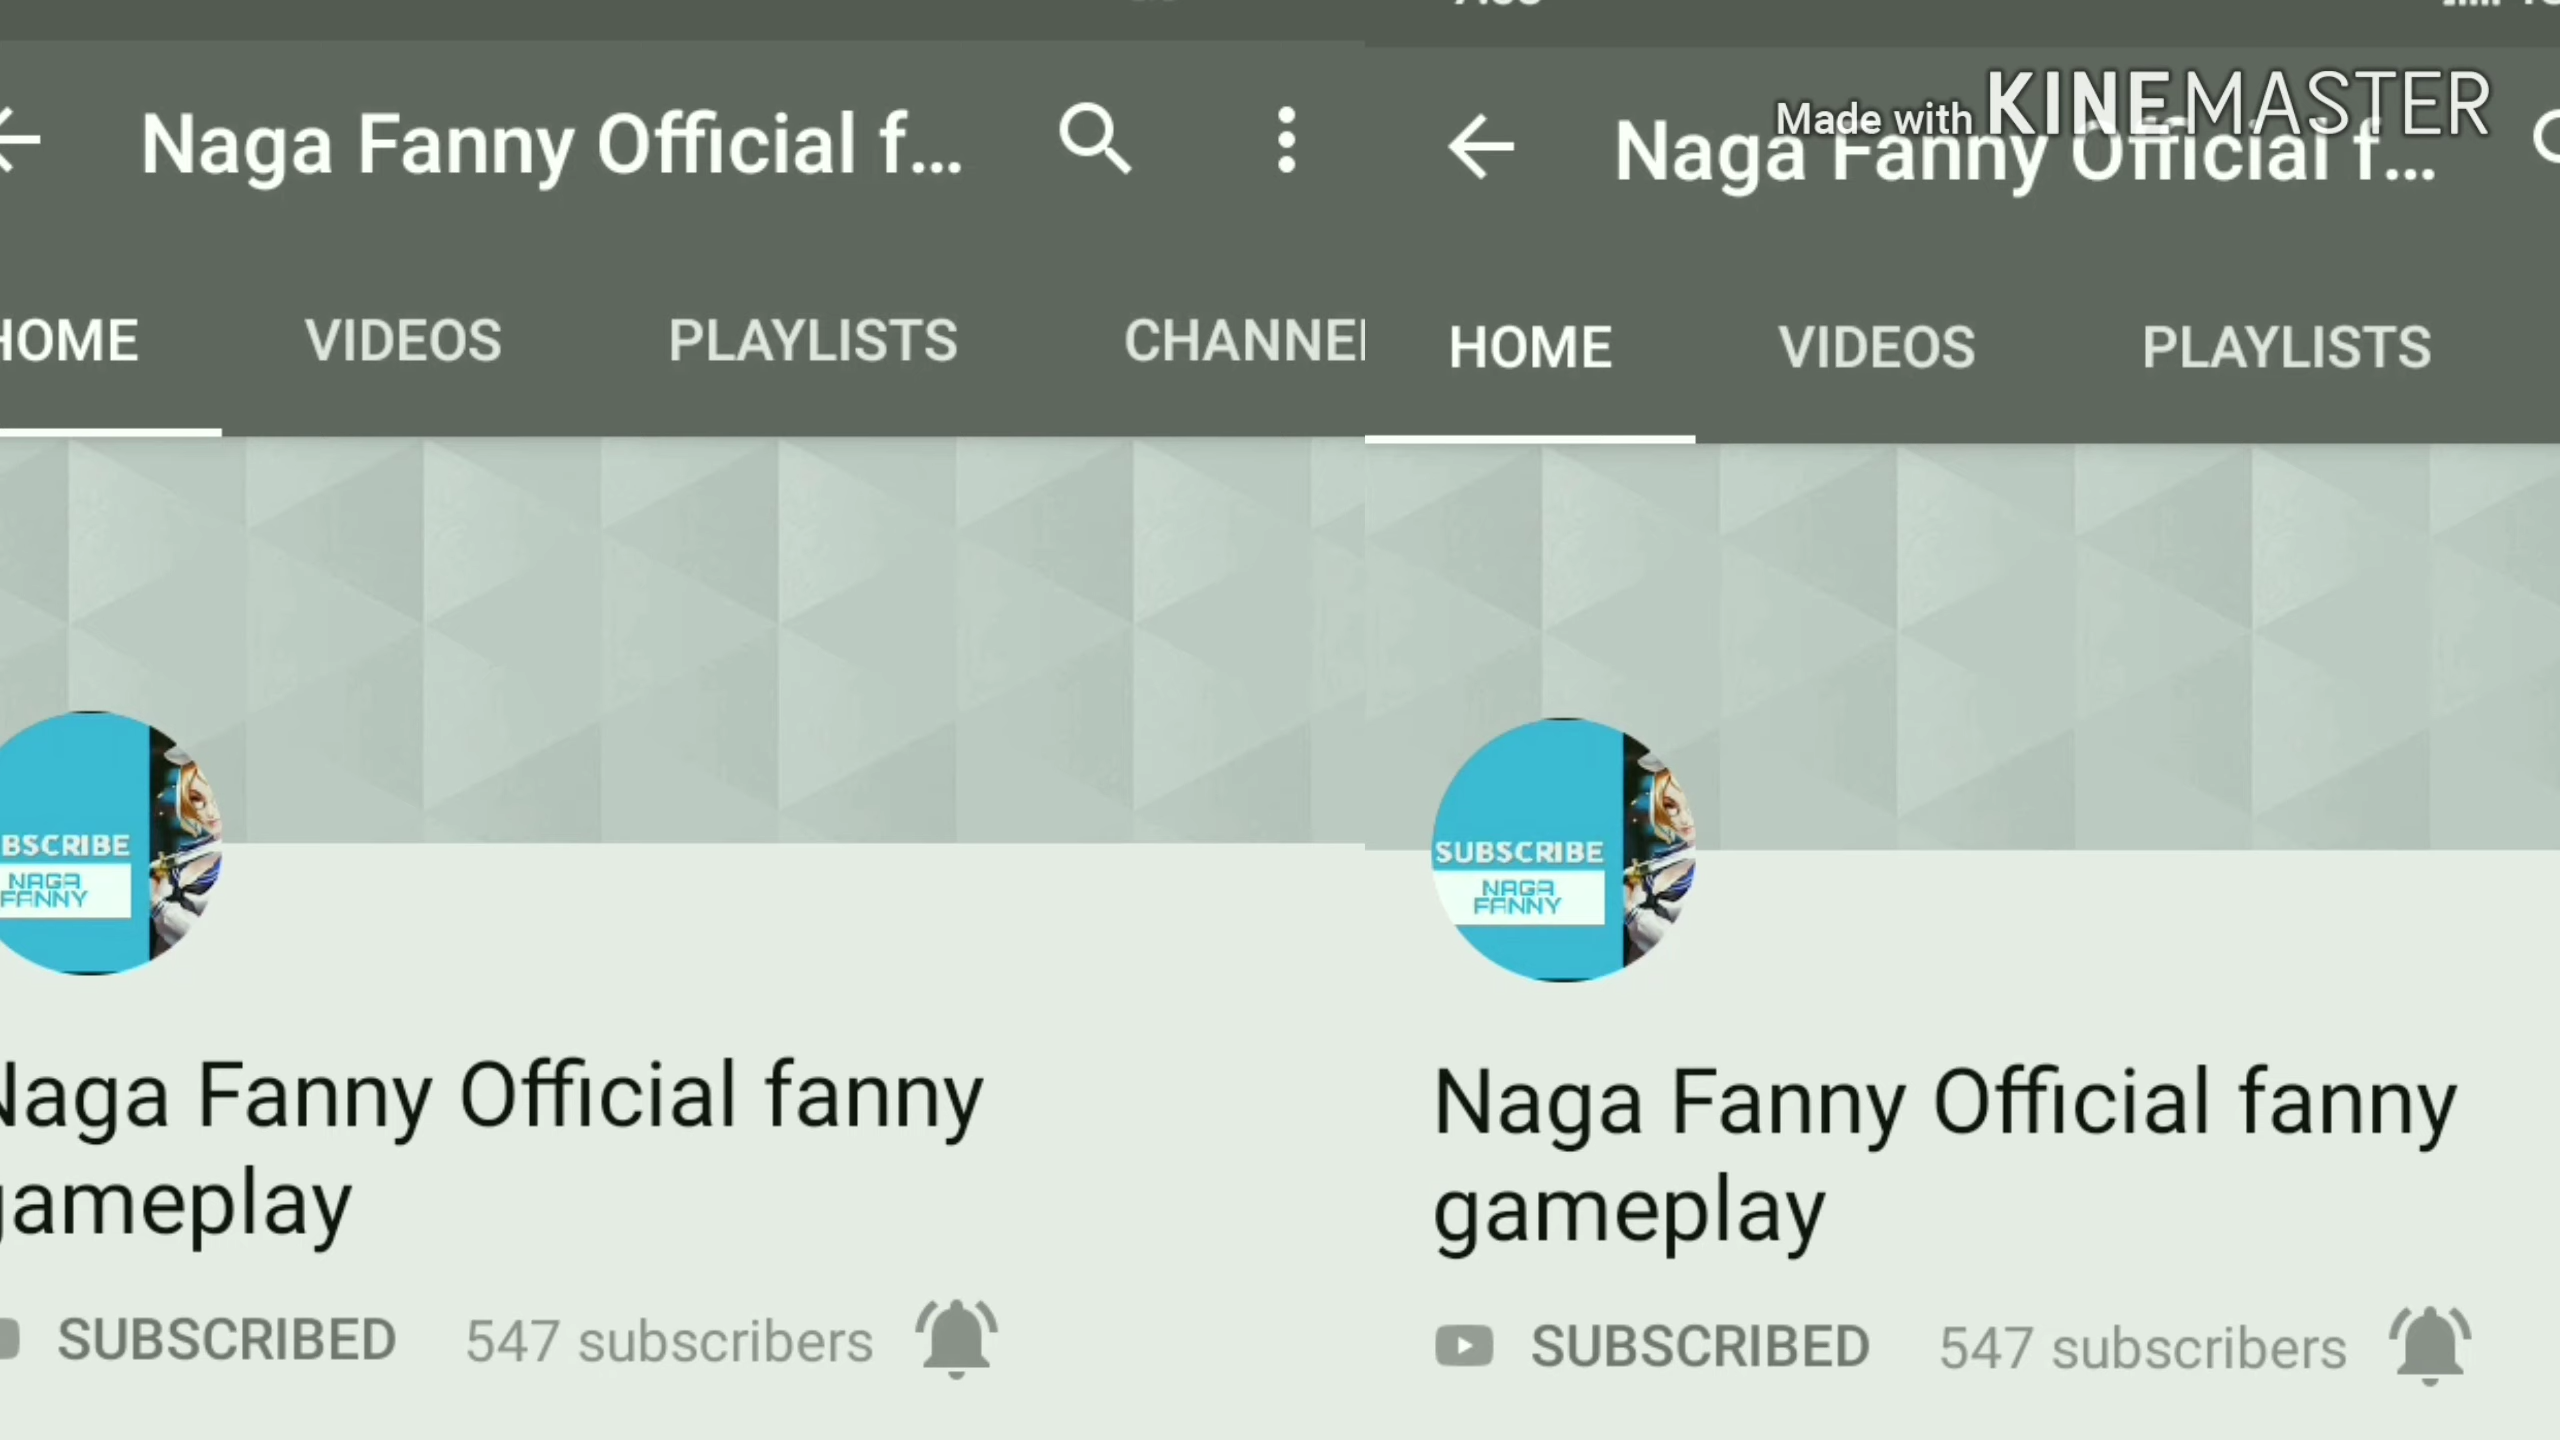 Naga Fanny Official f...
HOME VIDEOS PLAYLISTS CHANNEL
SUBSCRIBE
NAGA
FANNY
Naga Fanny Official fanny
gameplay
SUBSCRIBED 547 subscribers
Made with KINEMASTER
Naga Fanny Official f...
HOME VIDEOS PLAYLISTS
SUBSCRIBE
NAGA
FANNY
Naga Fanny Official fanny
gameplay
SUBSCRIBED 547 subscribers